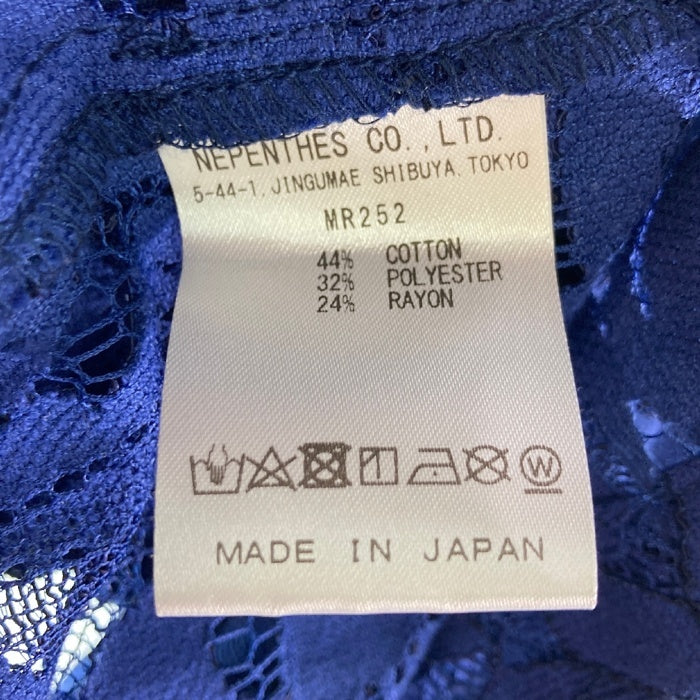 NEPENTHES CO.,LTD.
5-44-1, JINGUMAE SHIBUYA, TOKYO
MR252
44% COTTON
32% POLYESTER
24% RAYON
W
MADE IN JAPAN